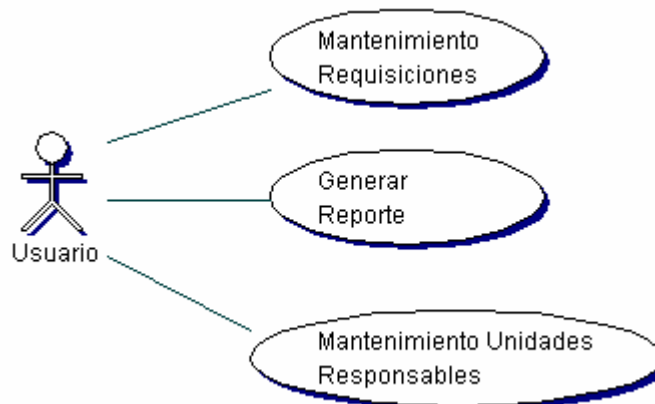 Mantenimiento
Requisiciones
Generar
Reporte
Usuario
Mantenimiento Unidades
Responsables